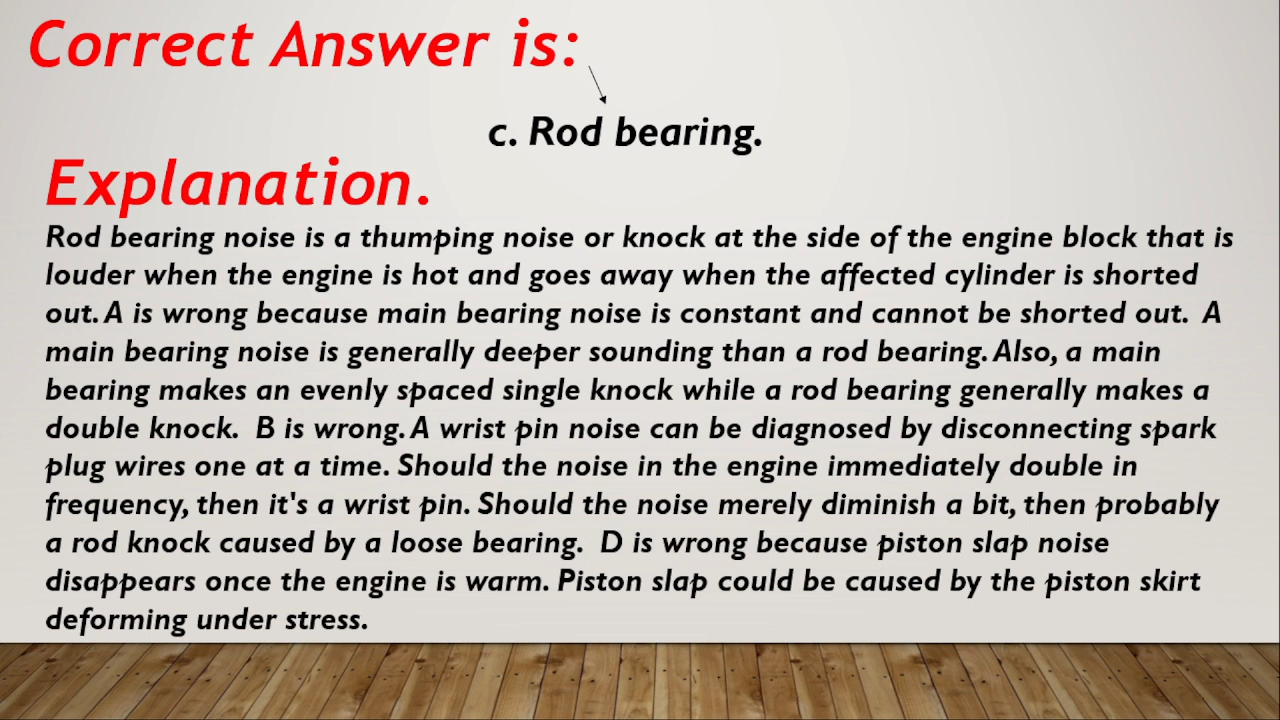 Correct Answer is:
c. Rod bearing.
Explanation.
Rod bearing noise is a thumping noise or knock at the side of the engine block that is
louder when the engine is hot and goes away when the affected cylinder is shorted
out. A is wrong because main bearing noise is constant and cannot be shorted out.  A
main bearing noise is generally deeper sounding than a rod bearing. Also, a main
bearing makes an evenly spaced single knock while a rod bearing generally makes a
double knock.  B is wrong. A wrist pin noise can be diagnosed by disconnecting spark
plug wires one at a time. Should the noise in the engine immediately double in
frequency, then it's a wrist pin. Should the noise merely diminish a bit, then probably
a rod knock caused by a loose bearing.  D is wrong because piston slap noise
disappears once the engine is warm. Piston slap could be caused by the piston skirt
deforming under stress.